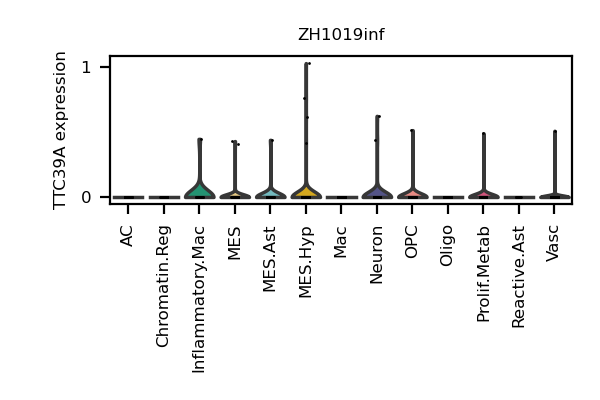 ZH1019inf
TTC39A expression
1
0
AC
Chromatin.Reg
Inflammatory.Mac
MES
MES.Ast
MES.Hyp
Mac
Neuron
OPC
Oligo
Prolif.Metab
Reactive.Ast
Vasc